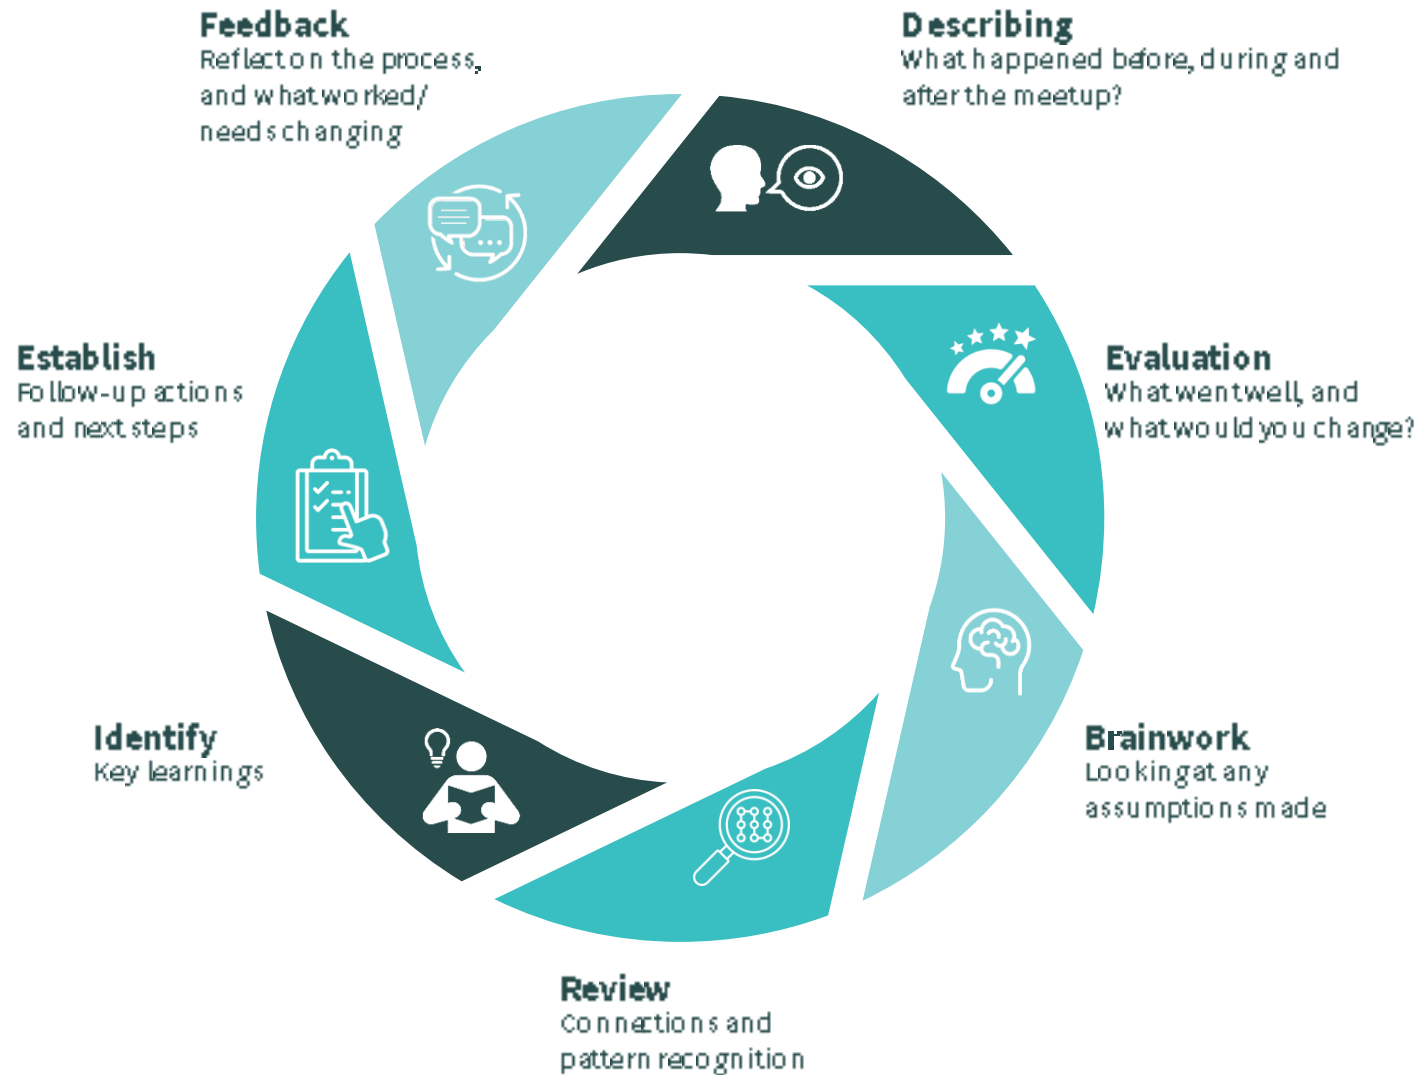 Feedback
Reflect on the process,
and what worked/
needs changing
Describing
What happened before, during and
after the meetup?
Evaluation
What went well, and
what would you change?
Brainwork
Looking at any
assumptions made
Review
Connections and
pattern recognition
Identify
Key learnings
Establish
Follow-up actions
and next steps